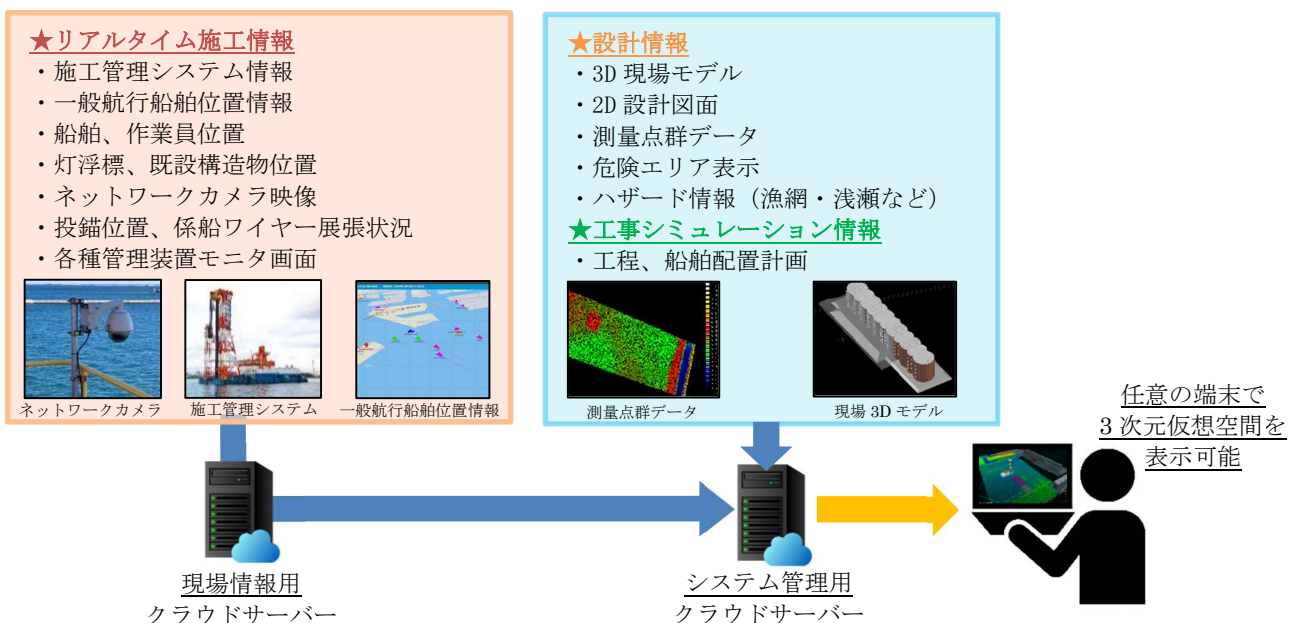 ★リアルタイム施工情報
・施工管理システム情報
・一般航行船舶位置情報
・船舶、作業員位置
・灯浮標、既設構造物位置
・ネットワークカメラ映像
・投錨位置、係船ワイヤー展張状況
・各種管理装置モニタ画面
ネットワークカメラ
施工管理システム
一般航行船舶位置情報
★設計情報
・3D 現場モデル
・2D 設計図面
・測量点群データ
・危険エリア表示
・ハザード情報（漁網・浅瀬など）
★工事シミュレーション情報
・工程、船舶配置計画
測量点群データ
現場 3D モデル
任意の端末で
3 次元仮想空間を
表示可能
現場情報用
クラウドサーバー
システム管理用
クラウドサーバー